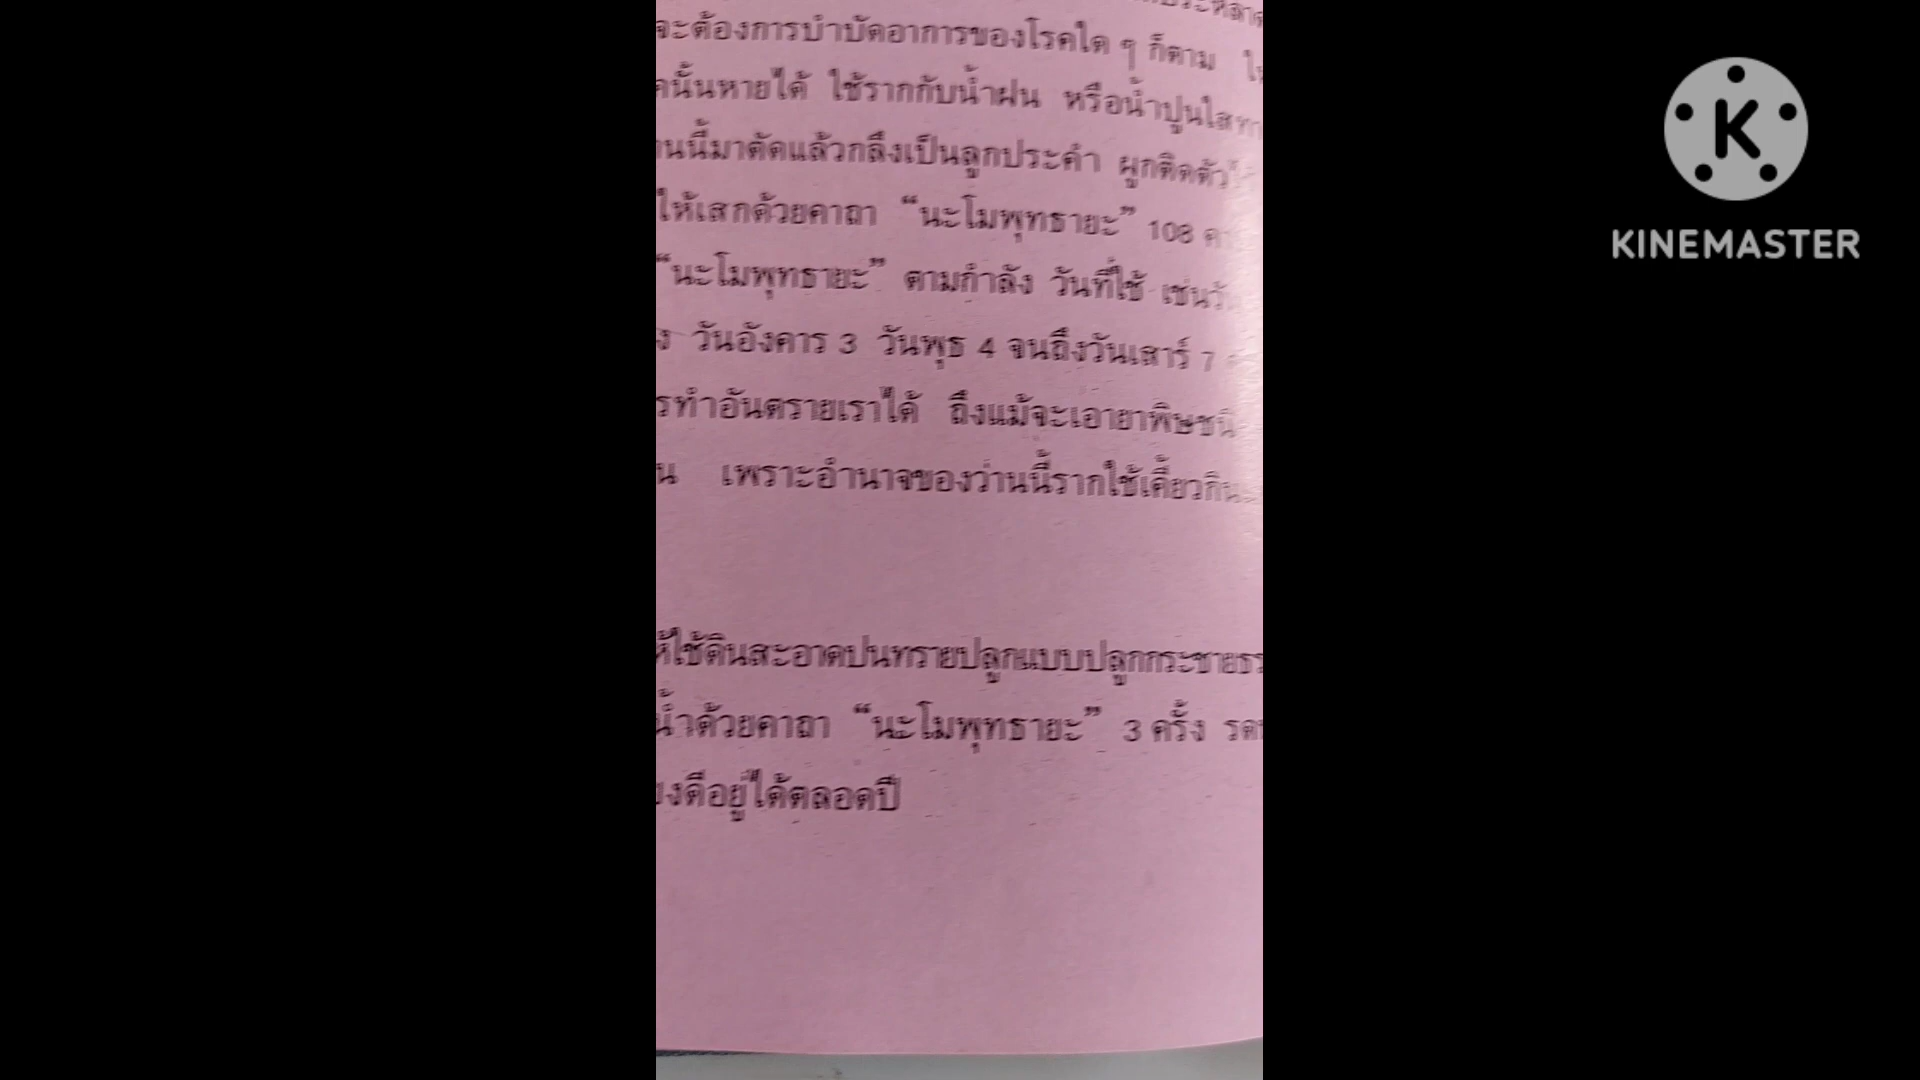 จะต้องการบำบัดอาการของโรคใด ๆ ก็ตาม
นั้นหายได้ ใช้รากกับน้ำฝน หรือน้ำปูนใสทา
นนี้มาตัดแล้วกลึงเป็นลูกประคำ ผูกติดตัว
ให้เสกด้วยคาถา “นะโมพุทธายะ” 108
“นะโมพุทธายะ” ตามกำลัง วันที่ใช้ เช่นวัน
ง วันอังคาร 3 วันพุธ 4 จนถึงวันเสาร์ 7
รทำอันตรายเราได้ ถึงแม้จะเอายาพิษชนิ
น เพราะอำนาจของว่านนี้รากใช้เคี้ยวกิน
ห้ใช้ดินสะอาดปนทรายปลูกแบบปลูกกระชายธร
น้ำด้วยคาถา “นะโมพุทธายะ” 3 ครั้ง รด
งดีอยู่ได้ตลอดปี
K
KINEMASTER